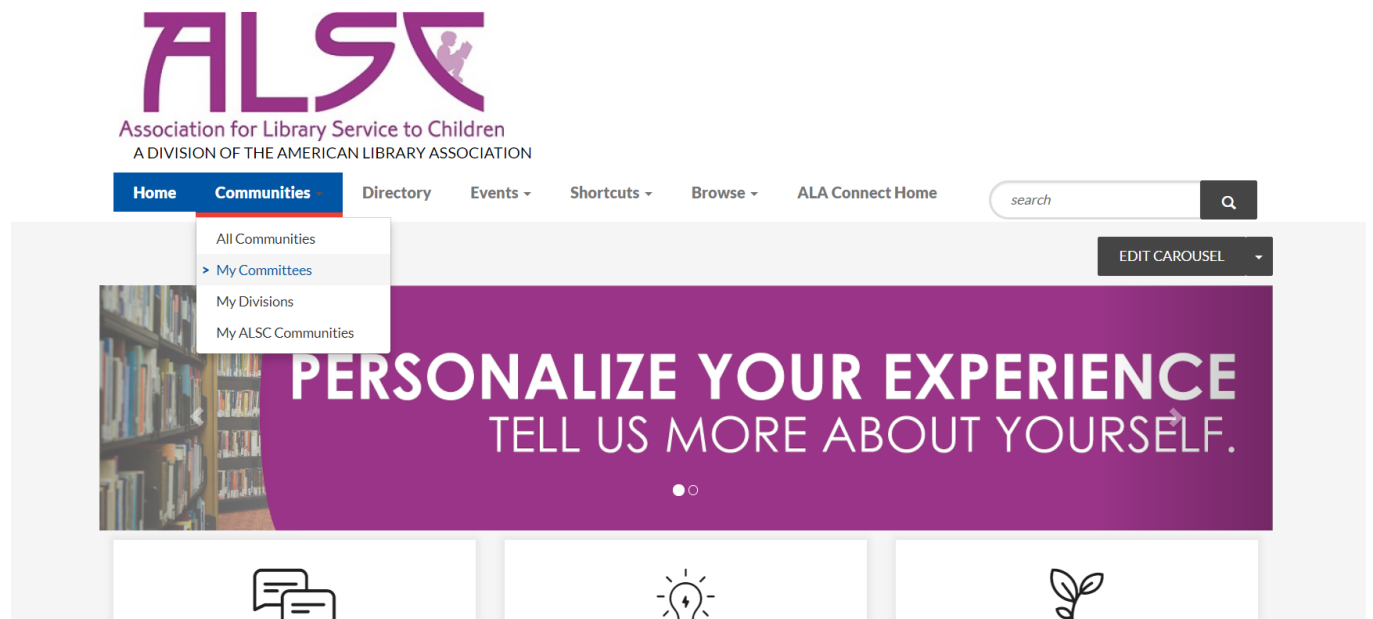 ALSC
Association for Library Service to Children
A DIVISION OF THE AMERICAN LIBRARY ASSOCIATION
Home Communities Directory Events Shortcuts Browse ALA Connect Home search
All Communities
EDIT CAROUSEL
> My Committees
My Divisions
My ALSC Communities
PERSONALIZE YOUR EXPERIENCE
TELL US MORE ABOUT YOURSELF.